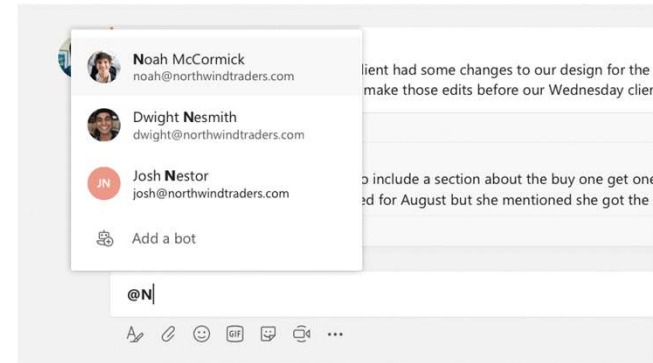 Noah McCormick
noah@northwindtraders.com
lient had some changes to our design for the
make those edits before our Wednesday clien
Dwight Nesmith
dwight@northwindtraders.com
JN
Josh Nestor
josh@northwindtraders.com
o include a section about the buy one get one
ed for August but she mentioned she got the
Add a bot
@N
GIF